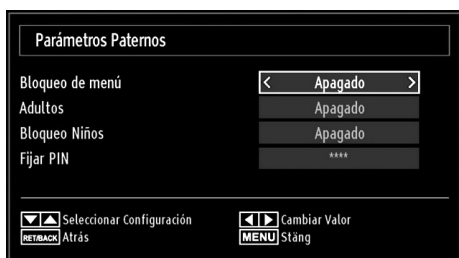 Parámetros Paternos
Bloqueo de menú < Apagado >
Adultos Apagado
Bloqueo Niños Apagado
Fijar PIN ****
Seleccionar Configuración Cambiar Valor
RET/BACK Atrás MENU Stäng